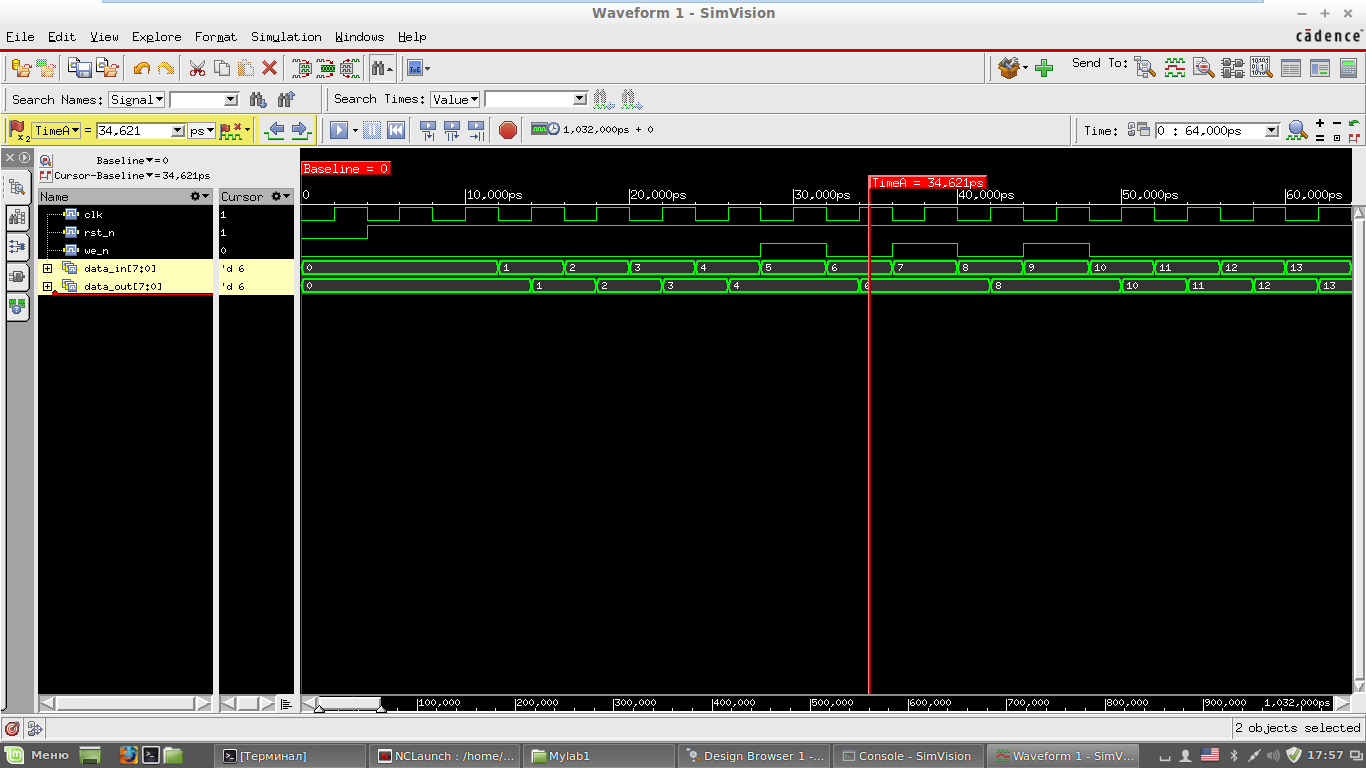 Waveform 1 - SimVision
File Edit View Explore Format Simulation Windows Help
cādence
Send To:
Search Names: Signal
Search Times: Value
TimeA = 34,621 ps
x2
1,032,000ps + 0
Time: 0 : 64,000ps
Baseline = 0
Cursor-Baseline = 34,621ps
Name Cursor
clk 1
rst_n 1
we_n 0
data_in[7:0] 'd 6
data_out[7:0] 'd 6
Baseline = 0
TimeA = 34,621ps
0 10,000ps 20,000ps 30,000ps 40,000ps 50,000ps 60,000ps
0 1 2 3 4 5 6 7 8 9 10 11 12 13
0 1 2 3 4 6 8 10 11 12 13
100,000 200,000 300,000 400,000 500,000 600,000 700,000 800,000 900,000 1,032,000ps
2 objects selected
Меню
[Терминал]
NCLaunch : /home/...
Mylab1
Design Browser 1 -...
Console - SimVision
Waveform 1 - SimV...
17:57